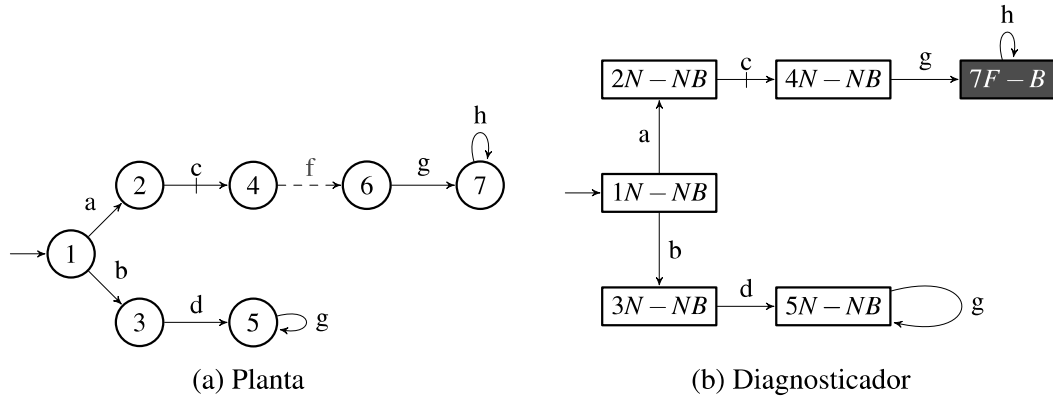 h
2N − NB
c
4N − NB
g
7F − B
a
1N − NB
b
3N − NB
d
5N − NB
g
h
2
c
4
f
6
g
7
a
1
b
3
d
5
g
(a) Planta
(b) Diagnosticador